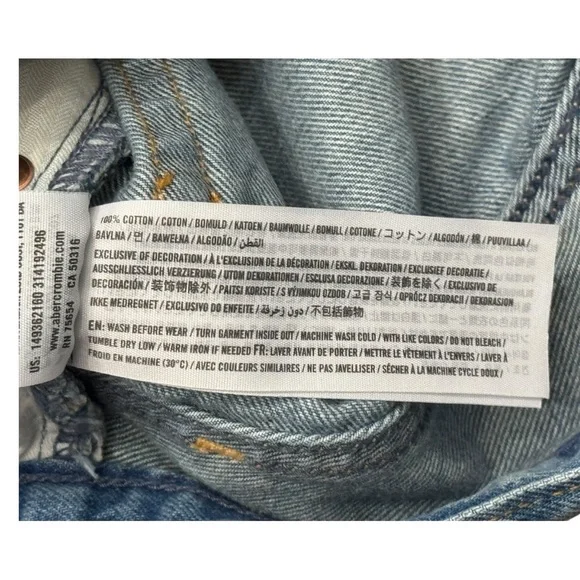 100% COTTON / COTON / BOMULD / KATOEN / BAUMWOLLE / BOMULL / COTONE / コットン / ALGODÓN / 棉 / PUUVILLAA /
BAVLNA / 면 / BAWEŁNA / ALGODÃO / القطن
EXCLUSIVE OF DECORATION / À L'EXCLUSION DE LA DÉCORATION / EKSKL. DEKORATION / EXCLUSIEF DECORATIE /
AUSSCHLIESSLICH VERZIERUNG / UTOM DEKORATIONEN / ESCLUSA DECORAZIONE / 装飾を除く / EXCLUSIVO DE
DECORACIÓN / 装饰物除外 / PAITSI KORISTE / S VÝJIMKOU OZDOB / 고급 장식 / OPRÓCZ DEKORACJI / DEKORASION
IKKE MEDREGNET / EXCLUSIVO DO ENFEITE / دون زخرفة / 不包括飾物
EN: WASH BEFORE WEAR / TURN GARMENT INSIDE OUT / MACHINE WASH COLD / WITH LIKE COLORS / DO NOT BLEACH /
TUMBLE DRY LOW / WARM IRON IF NEEDED FR: LAVER AVANT DE PORTER / METTRE LE VÊTEMENT À L'ENVERS / LAVER À
FROID EN MACHINE (30°C) / AVEC COULEURS SIMILAIRES / NE PAS JAVELLISER / SÉCHER À LA MACHINE CYCLE DOUX /
US: 149362160 314192496
www.abercrombie.com
RN 75654 CA 50316